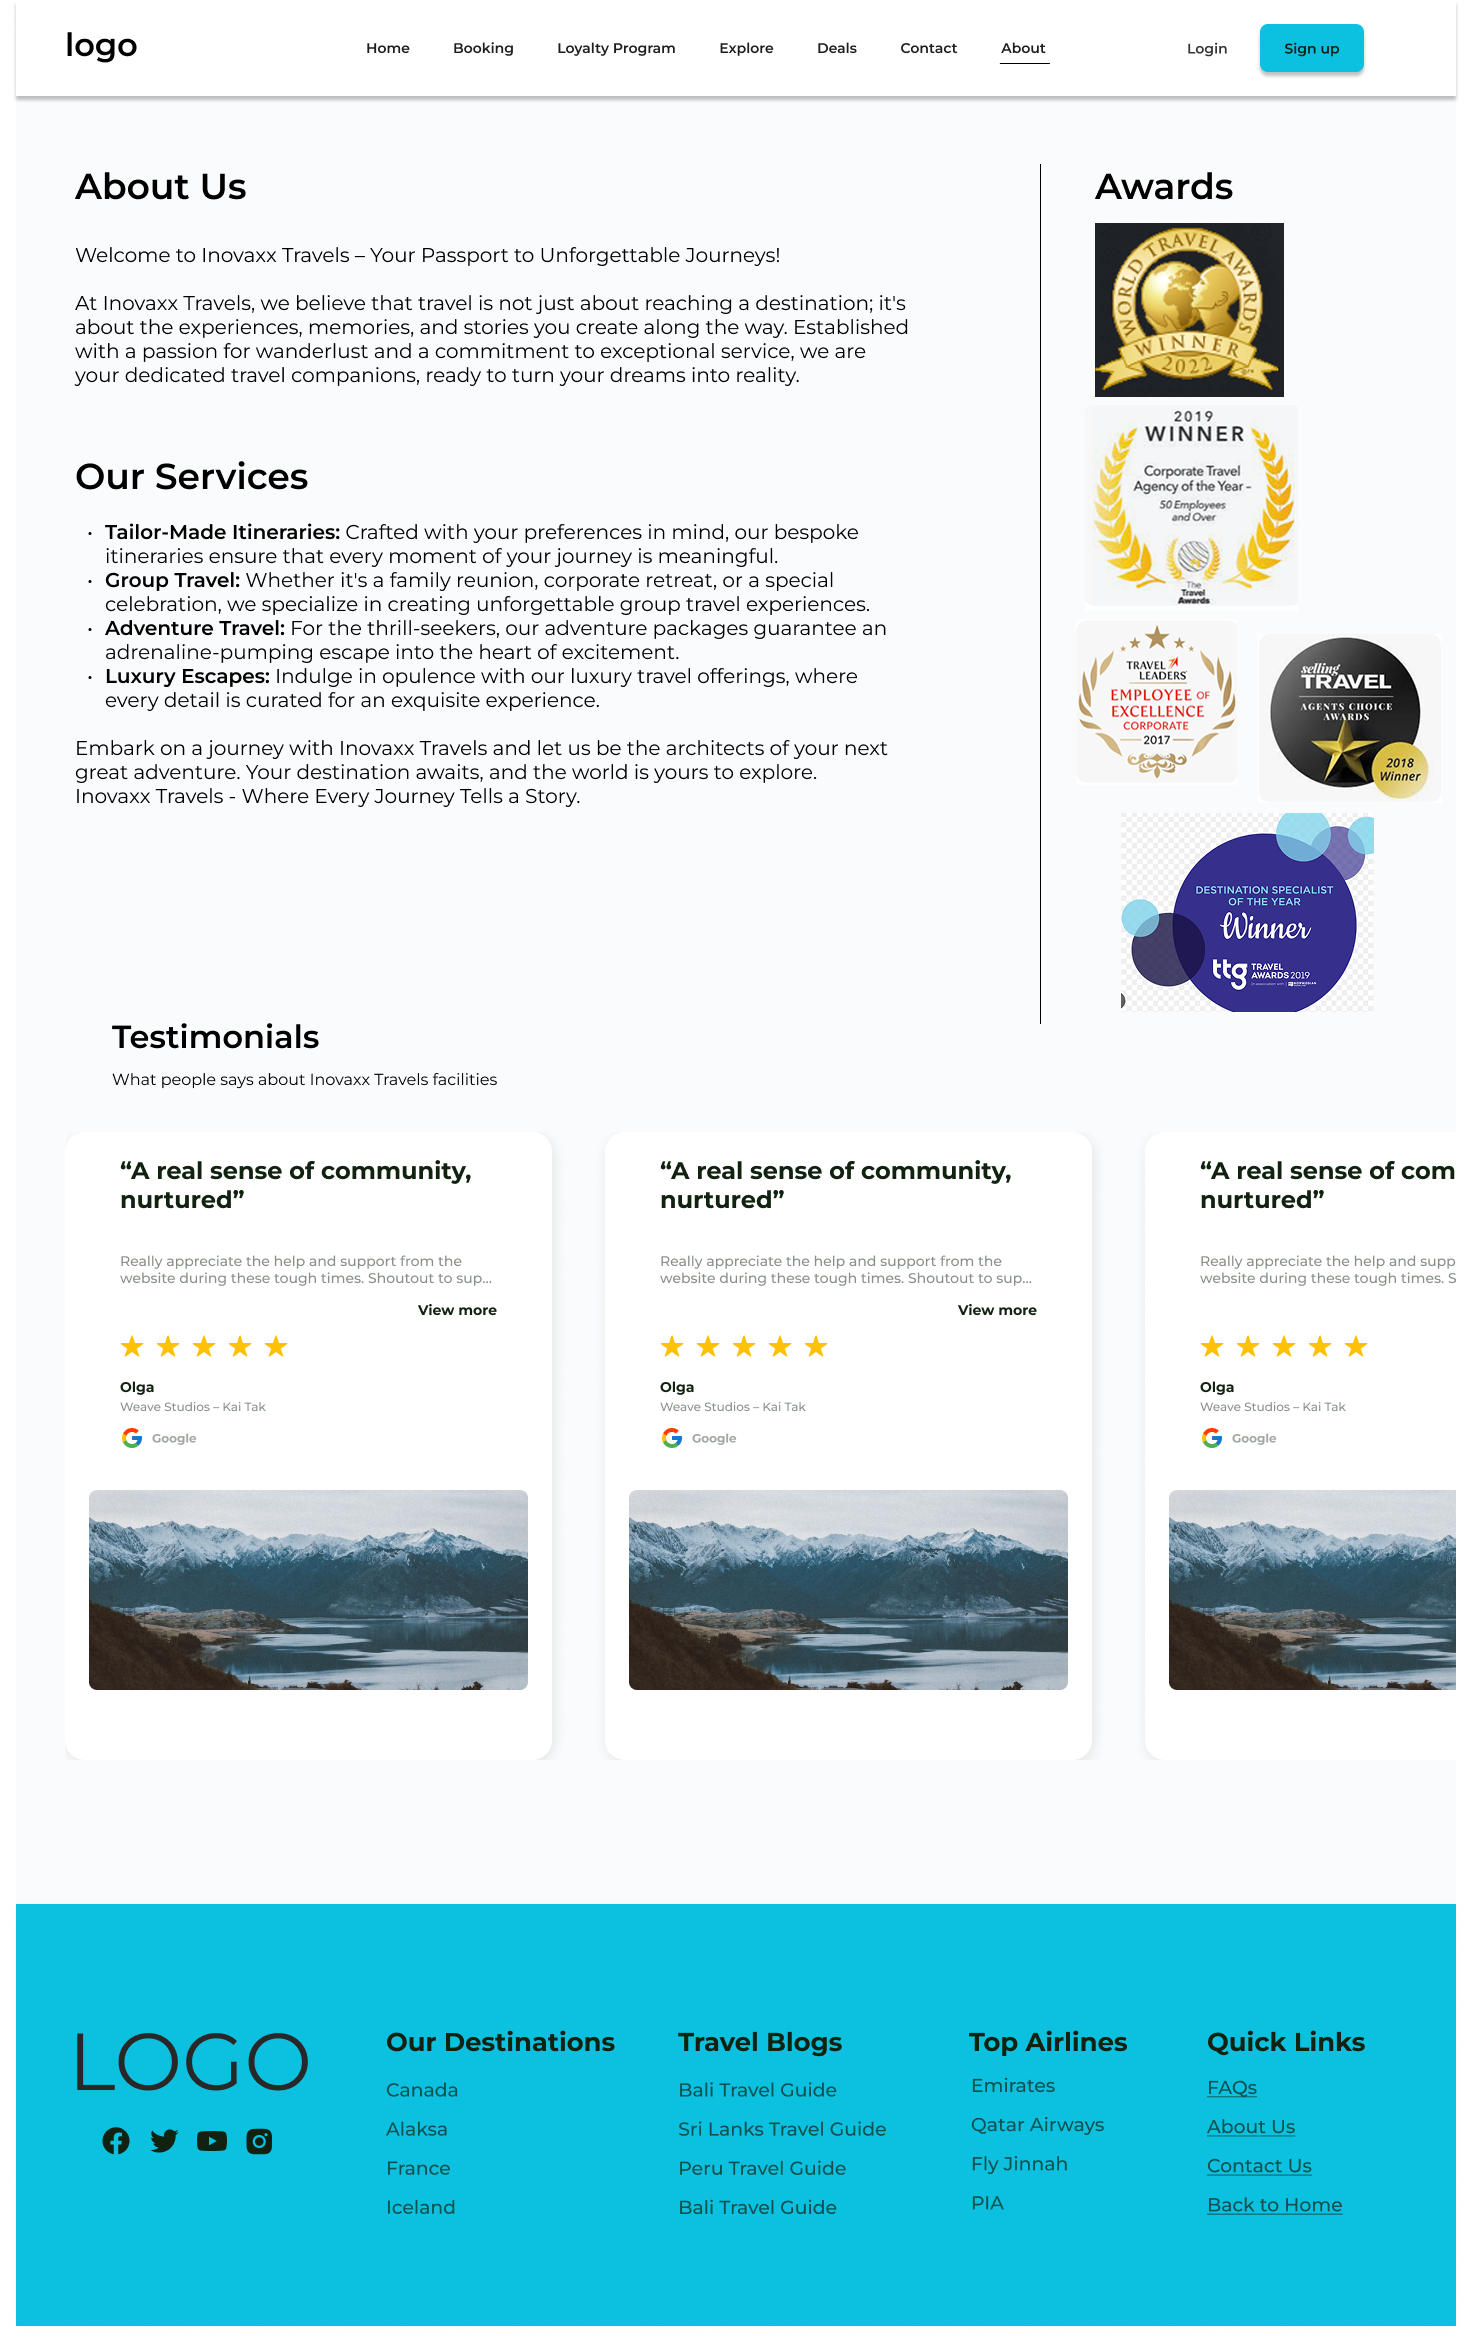 logo
Home
Booking
Loyalty Program
Explore
Deals
Contact
About
Login
Sign up
About Us
Welcome to Inovaxx Travels – Your Passport to Unforgettable Journeys!
At Inovaxx Travels, we believe that travel is not just about reaching a destination; it's
about the experiences, memories, and stories you create along the way. Established
with a passion for wanderlust and a commitment to exceptional service, we are
your dedicated travel companions, ready to turn your dreams into reality.
Our Services
• Tailor-Made Itineraries: Crafted with your preferences in mind, our bespoke
itineraries ensure that every moment of your journey is meaningful.
• Group Travel: Whether it's a family reunion, corporate retreat, or a special
celebration, we specialize in creating unforgettable group travel experiences.
• Adventure Travel: For the thrill-seekers, our adventure packages guarantee an
adrenaline-pumping escape into the heart of excitement.
• Luxury Escapes: Indulge in opulence with our luxury travel offerings, where
every detail is curated for an exquisite experience.
Embark on a journey with Inovaxx Travels and let us be the architects of your next
great adventure. Your destination awaits, and the world is yours to explore.
Inovaxx Travels - Where Every Journey Tells a Story.
Awards
WORLD TRAVEL AWARDS
WINNER
2022
2019
WINNER
Corporate Travel
Agency of the Year –
50 Employees
and Over
The
Travel
Awards
TRAVEL
LEADERS
EMPLOYEE OF
EXCELLENCE
CORPORATE
2017
selling
TRAVEL
AGENTS CHOICE
AWARDS
2018
Winner
DESTINATION SPECIALIST
OF THE YEAR
Winner
ttg TRAVEL
AWARDS 2019
Testimonials
What people says about Inovaxx Travels facilities
“A real sense of community,
nurtured”
Really appreciate the help and support from the
website during these tough times. Shoutout to sup...
View more
Olga
Weave Studios – Kai Tak
Google
“A real sense of community,
nurtured”
Really appreciate the help and support from the
website during these tough times. Shoutout to sup...
View more
Olga
Weave Studios – Kai Tak
Google
“A real sense of com
nurtured”
Really appreciate the help and supp
website during these tough times. S
Olga
Weave Studios – Kai Tak
Google
LOGO
Our Destinations
Canada
Alaksa
France
Iceland
Travel Blogs
Bali Travel Guide
Sri Lanks Travel Guide
Peru Travel Guide
Bali Travel Guide
Top Airlines
Emirates
Qatar Airways
Fly Jinnah
PIA
Quick Links
FAQs
About Us
Contact Us
Back to Home